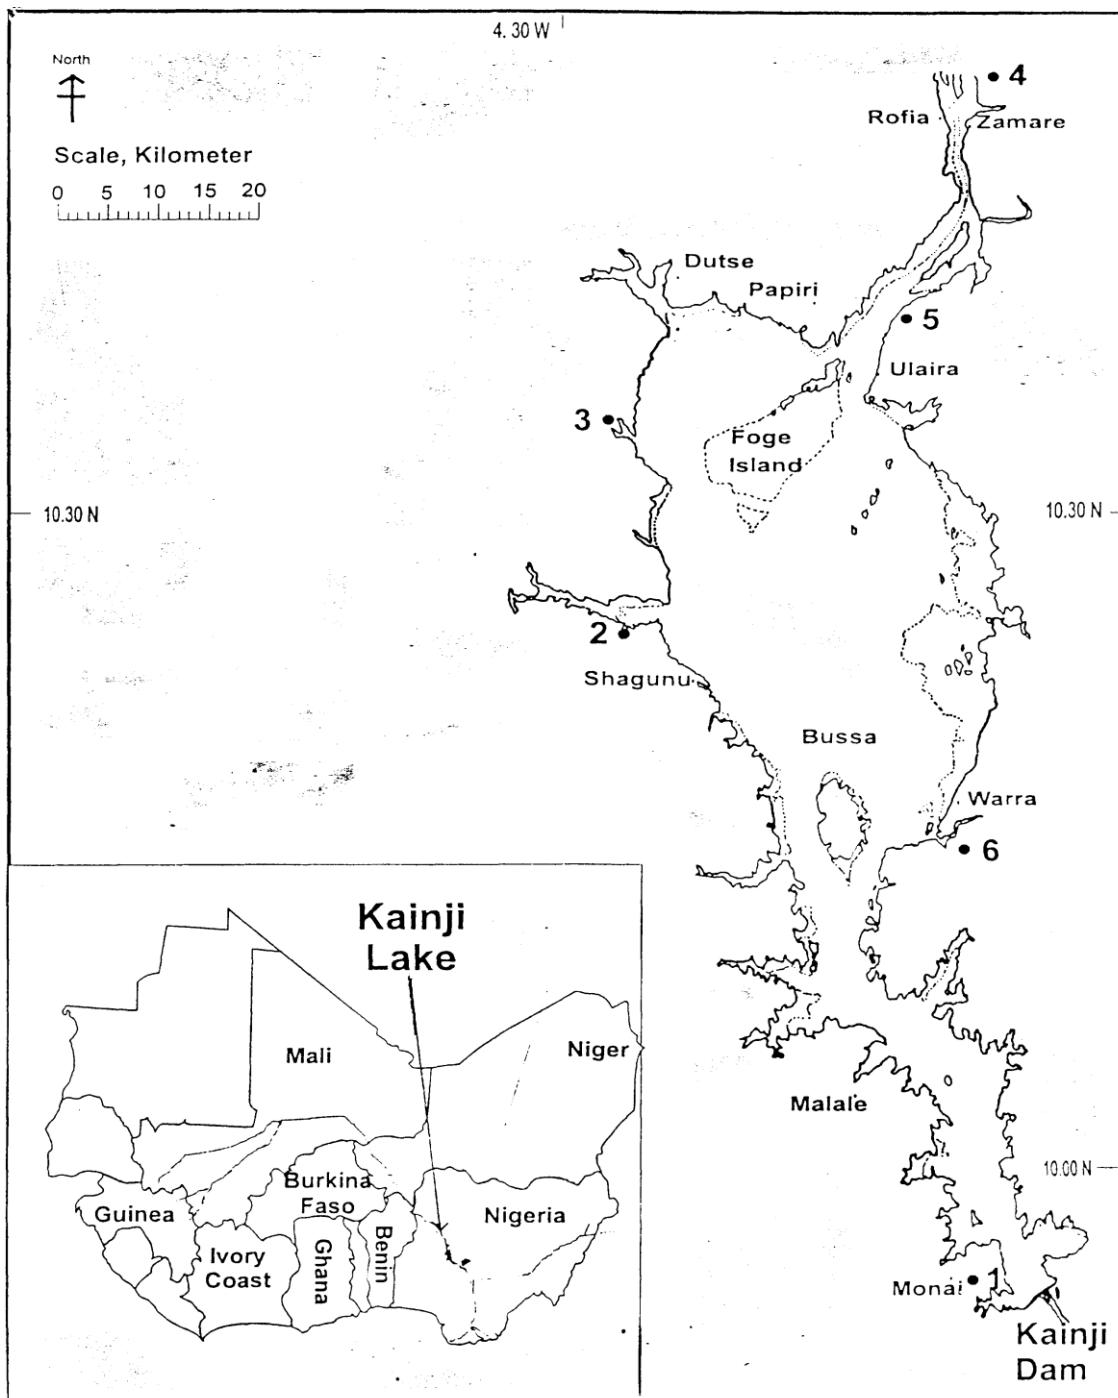 4. 30 W
North
Scale, Kilometer
0 5 10 15 20
4
Rofia
Zamare
Dutse
Papiri
5
Ulaira
3
Foge
Island
10.30 N
10.30 N
2
Shagunu
Bussa
Warra
6
Malale
10.00 N
Monai
1
Kainji
Dam
Kainji
Lake
Mali
Niger
Burkina
Faso
Guinea
Nigeria
Ivory
Coast
Ghana
Benin